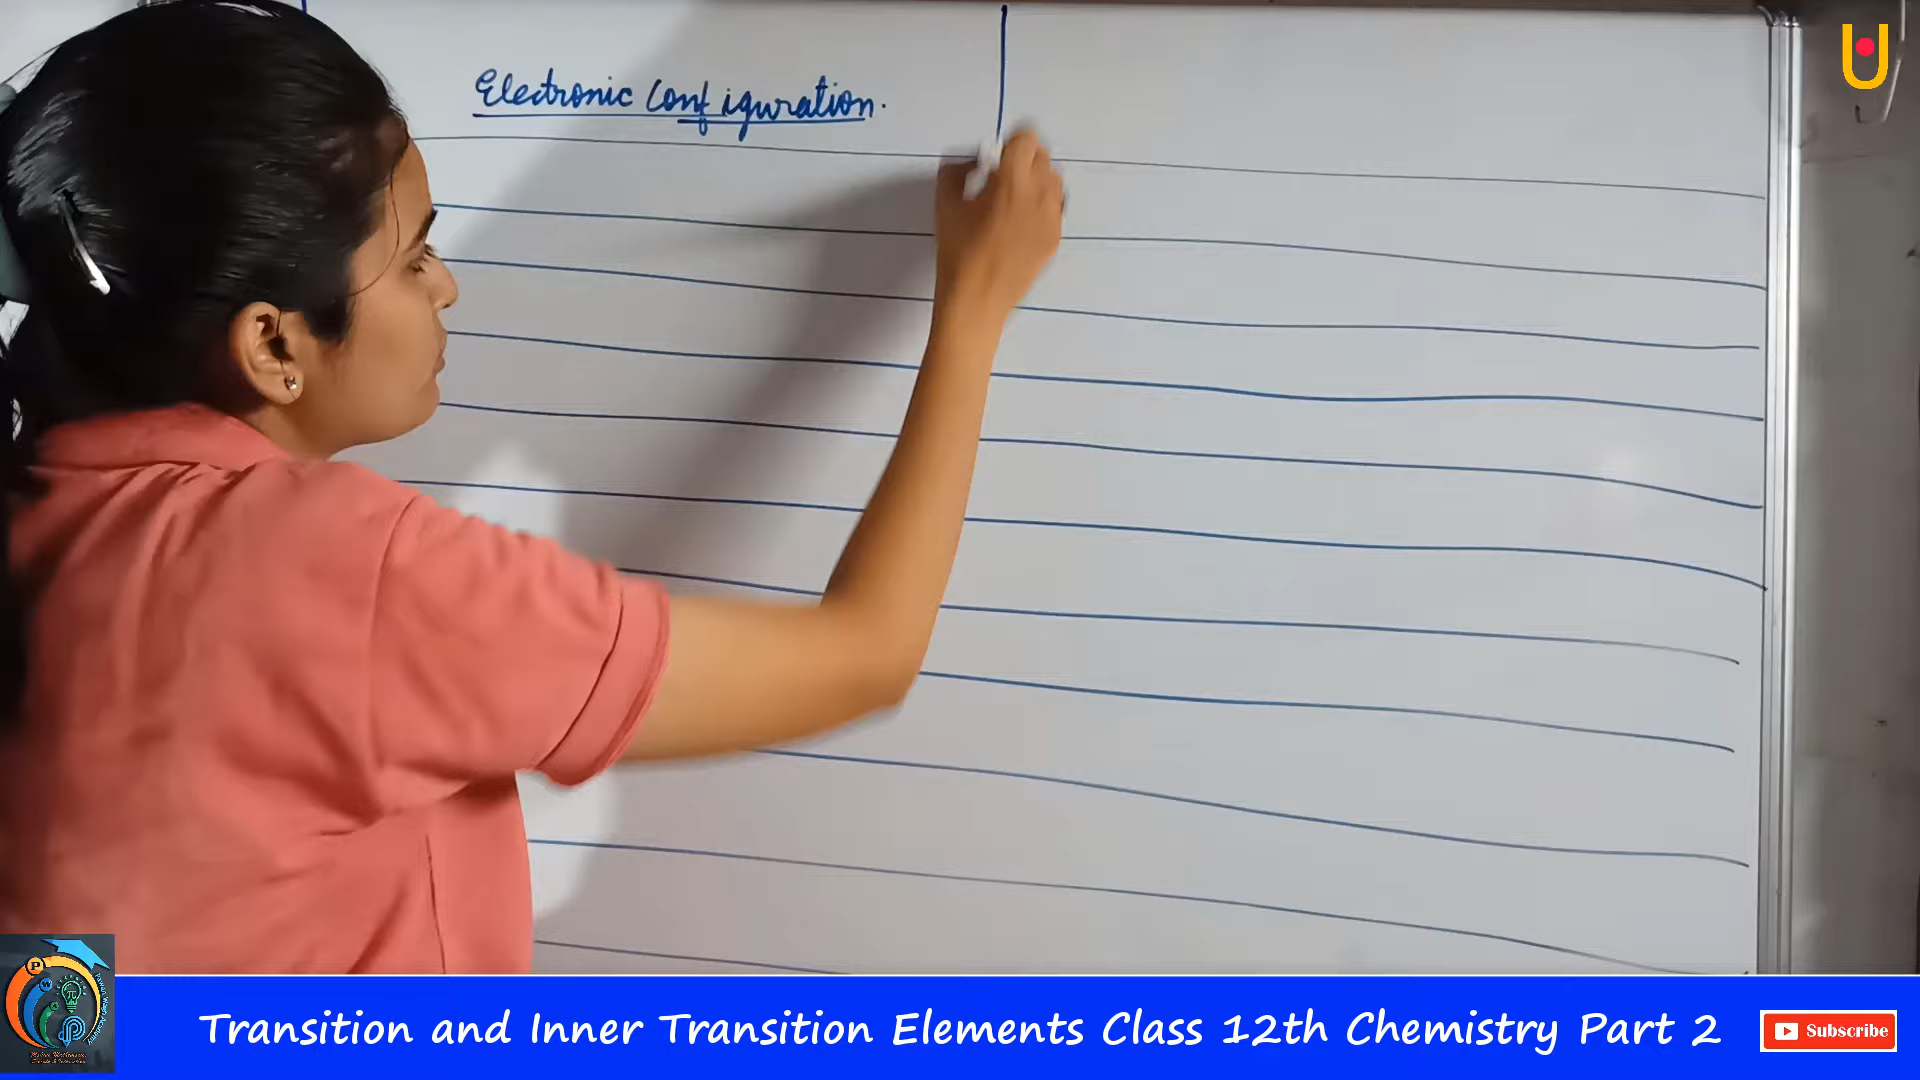 Electronic Configuration.
Transition and Inner Transition Elements Class 12th Chemistry Part 2
Subscribe